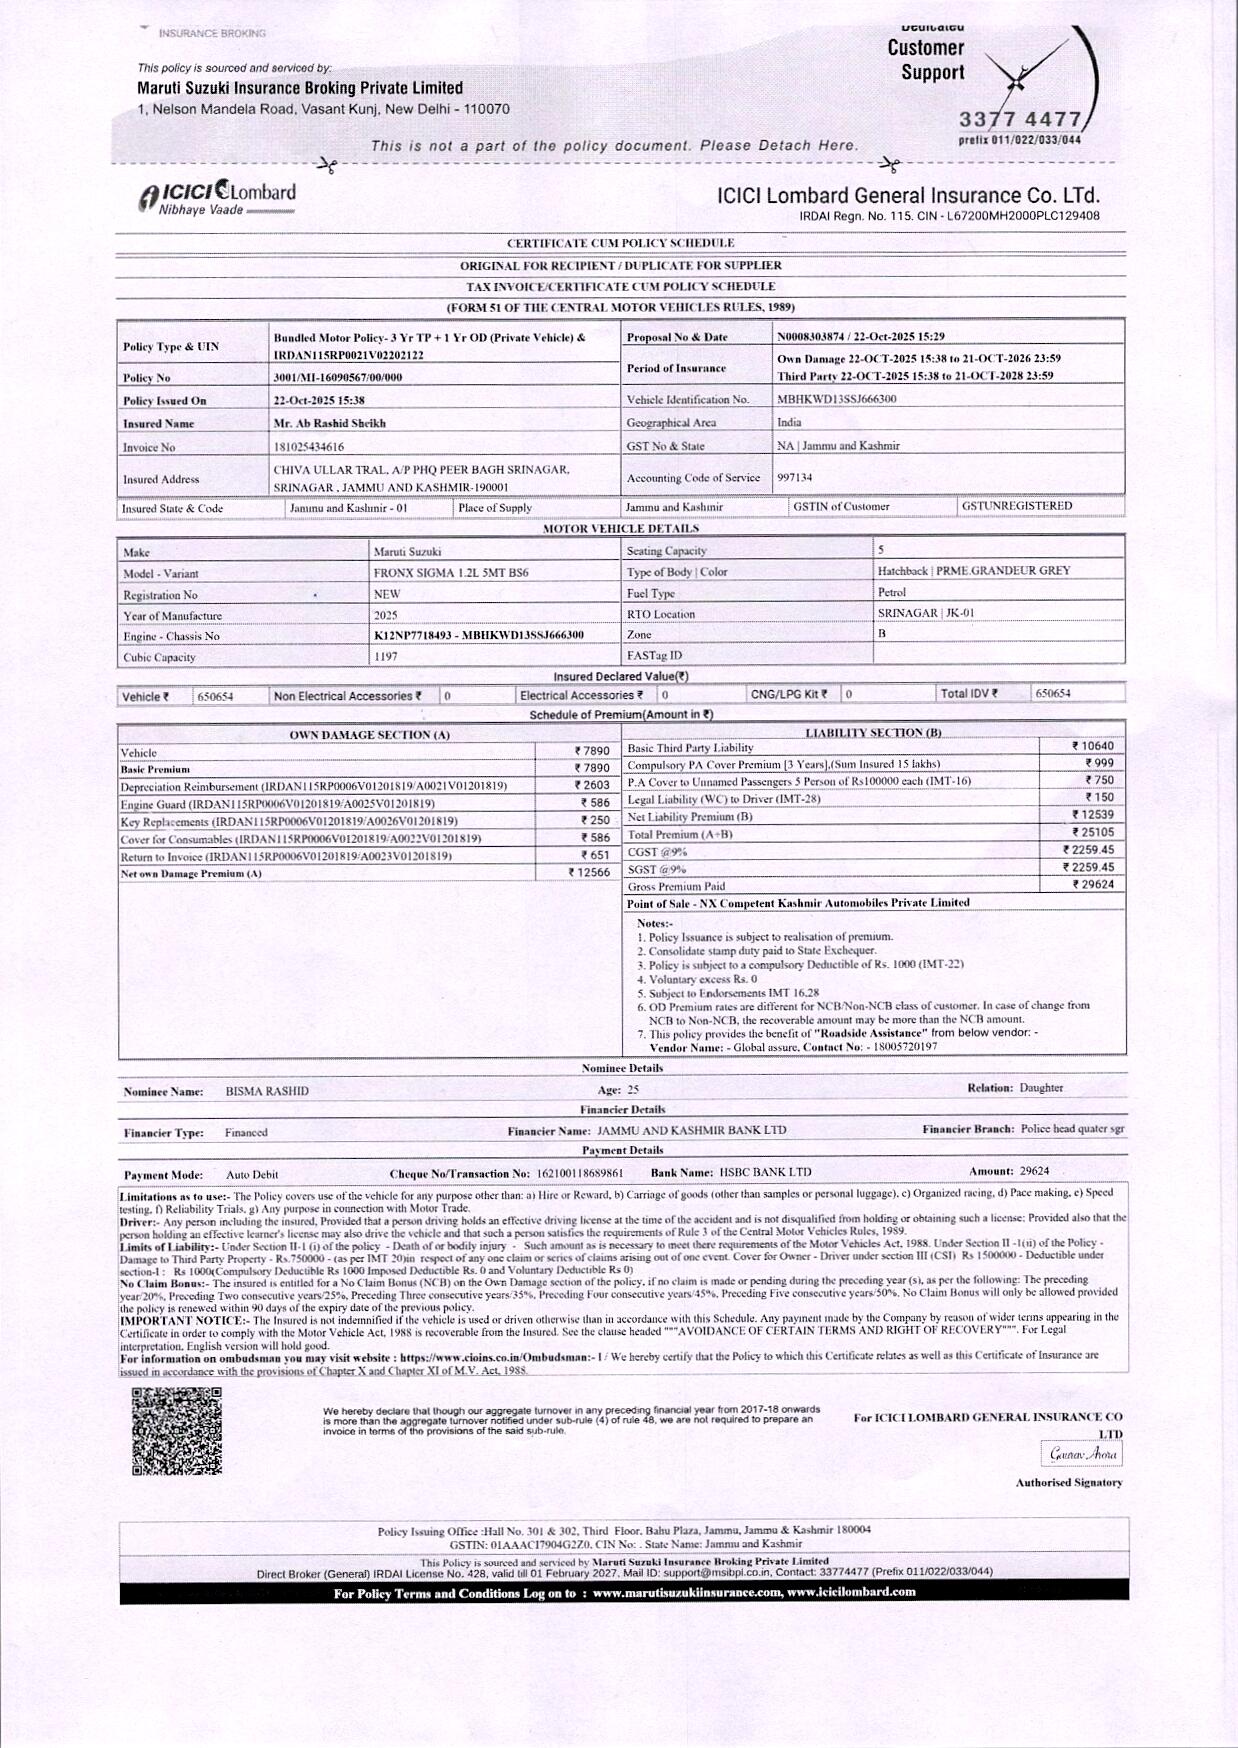 INSURANCE BROKING
Dedicated
Customer
Support
This policy is sourced and serviced by:
Maruti Suzuki Insurance Broking Private Limited
1, Nelson Mandela Road, Vasant Kunj, New Delhi - 110070
3377 4477
prefix 011/022/033/044
This is not a part of the policy document. Please Detach Here.
ICICI Lombard
Nibhaye Vaade
ICICI Lombard General Insurance Co. LTd.
IRDAI Regn. No. 115. CIN - L67200MH2000PLC129408
CERTIFICATE CUM POLICY SCHEDULE
ORIGINAL FOR RECIPIENT / DUPLICATE FOR SUPPLIER
TAX INVOICE/CERTIFICATE CUM POLICY SCHEDULE
(FORM 51 OF THE CENTRAL MOTOR VEHICLES RULES, 1989)
Policy Type & UIN Bundled Motor Policy- 3 Yr TP + 1 Yr OD (Private Vehicle) & IRDAN115RP0021V02202122
Proposal No & Date N0008303874 / 22-Oct-2025 15:29
Policy No 3001/MI-16090567/00/000
Period of Insurance Own Damage 22-OCT-2025 15:38 to 21-OCT-2026 23:59
Third Party 22-OCT-2025 15:38 to 21-OCT-2028 23:59
Policy Issued On 22-Oct-2025 15:38 Vehicle Identification No. MBHKWD13SSJ666300
Insured Name Mr. Ab Rashid Sheikh Geographical Area India
Invoice No 181025434616 GST No & State NA | Jammu and Kashmir
Insured Address CHIVA ULLAR TRAL, A/P PHQ PEER BAGH SRINAGAR,
SRINAGAR , JAMMU AND KASHMIR-190001
Accounting Code of Service 997134
Insured State & Code Jammu and Kashmir - 01 Place of Supply Jammu and Kashmir GSTIN of Customer GSTUNREGISTERED
MOTOR VEHICLE DETAILS
Make Maruti Suzuki Seating Capacity 5
Model - Variant FRONX SIGMA 1.2L 5MT BS6 Type of Body | Color Hatchback | PRME.GRANDEUR GREY
Registration No NEW Fuel Type Petrol
Year of Manufacture 2025 RTO Location SRINAGAR | JK-01
Engine - Chassis No K12NP7718493 - MBHKWD13SSJ666300 Zone B
Cubic Capacity 1197 FASTag ID
Insured Declared Value(₹)
Vehicle ₹ 650654 Non Electrical Accessories ₹ 0 Electrical Accessories ₹ 0 CNG/LPG Kit ₹ 0 Total IDV ₹ 650654
Schedule of Premium(Amount in ₹)
OWN DAMAGE SECTION (A)
Vehicle ₹ 7890
Basic Premium ₹ 7890
Depreciation Reimbursement (IRDAN115RP0006V01201819/A0021V01201819) ₹ 2603
Engine Guard (IRDAN115RP0006V01201819/A0025V01201819) ₹ 586
Key Replacements (IRDAN115RP0006V01201819/A0026V01201819) ₹ 250
Cover for Consumables (IRDAN115RP0006V01201819/A0022V01201819) ₹ 586
Return to Invoice (IRDAN115RP0006V01201819/A0023V01201819) ₹ 651
Net own Damage Premium (A) ₹ 12566
LIABILITY SECTION (B)
Basic Third Party Liability ₹ 10640
Compulsory PA Cover Premium [3 Years],(Sum Insured 15 lakhs) ₹ 999
P.A Cover to Unnamed Passengers 5 Person of Rs100000 each (IMT-16) ₹ 750
Legal Liability (WC) to Driver (IMT-28) ₹ 150
Net Liability Premium (B) ₹ 12539
Total Premium (A+B) ₹ 25105
CGST @9% ₹ 2259.45
SGST @9% ₹ 2259.45
Gross Premium Paid ₹ 29624
Point of Sale - NX Competent Kashmir Automobiles Private Limited
Notes:-
1. Policy Issuance is subject to realisation of premium.
2. Consolidate stamp duty paid to State Exchequer.
3. Policy is subject to a compulsory Deductible of Rs. 1000 (IMT-22)
4. Voluntary excess Rs. 0
5. Subject to Endorsements IMT 16,28
6. OD Premium rates are different for NCB/Non-NCB class of customer. In case of change from
NCB to Non-NCB, the recoverable amount may be more than the NCB amount.
7. This policy provides the benefit of "Roadside Assistance" from below vendor: -
Vendor Name: - Global assure, Contact No: - 18005720197
Nominee Details
Nominee Name: BISMA RASHID Age: 25 Relation: Daughter
Financier Details
Financier Type: Financed Financier Name: JAMMU AND KASHMIR BANK LTD Financier Branch: Police head quater sgr
Payment Details
Payment Mode: Auto Debit Cheque No/Transaction No: 162100118689861 Bank Name: HSBC BANK LTD Amount: 29624
Limitations as to use:- The Policy covers use of the vehicle for any purpose other than: a) Hire or Reward, b) Carriage of goods (other than samples or personal luggage), c) Organized racing, d) Pace making, e) Speed
testing, f) Reliability Trials, g) Any purpose in connection with Motor Trade.
Driver:- Any person including the insured, Provided that a person driving holds an effective driving license at the time of the accident and is not disqualified from holding or obtaining such a license; Provided also that the
person holding an effective learner's license may also drive the vehicle and that such a person satisfies the requirements of Rule 3 of the Central Motor Vehicles Rules, 1989.
Limits of Liability:- Under Section II-1 (i) of the policy - Death of or bodily injury - Such amount as is necessary to meet there requirements of the Motor Vehicles Act, 1988. Under Section II -1(ii) of the Policy -
Damage to Third Party Property - Rs.750000 - (as per IMT 20)in respect of any one claim or series of claims arising out of one event. Cover for Owner - Driver under section III (CSI) Rs 1500000 - Deductible under
section-I : Rs 1000(Compulsory Deductible Rs 1000 Imposed Deductible Rs. 0 and Voluntary Deductible Rs 0)
No Claim Bonus:- The insured is entitled for a No Claim Bonus (NCB) on the Own Damage section of the policy, if no claim is made or pending during the preceding year (s), as per the following: The preceding
year/20%, Preceding Two consecutive years/25%, Preceding Three consecutive years/35%, Preceding Four consecutive years/45%, Preceding Five consecutive years/50%. No Claim Bonus will only be allowed provided
the policy is renewed within 90 days of the expiry date of the previous policy.
IMPORTANT NOTICE:- The Insured is not indemnified if the vehicle is used or driven otherwise than in accordance with this Schedule. Any payment made by the Company by reason of wider terms appearing in the
Certificate in order to comply with the Motor Vehicle Act, 1988 is recoverable from the Insured. See the clause headed """AVOIDANCE OF CERTAIN TERMS AND RIGHT OF RECOVERY""". For Legal
interpretation, English version will hold good.
For information on ombudsman you may visit website : https://www.cioins.co.in/Ombudsman:- I / We hereby certify that the Policy to which this Certificate relates as well as this Certificate of Insurance are
issued in accordance with the provisions of Chapter X and Chapter XI of M.V. Act, 1988.
We hereby declare that though our aggregate turnover in any preceding financial year from 2017-18 onwards
is more than the aggregate turnover notified under sub-rule (4) of rule 48, we are not required to prepare an
invoice in terms of the provisions of the said sub-rule.
For ICICI LOMBARD GENERAL INSURANCE CO
LTD
Gaurav Arora
Authorised Signatory
Policy Issuing Office :Hall No. 301 & 302, Third Floor, Bahu Plaza, Jammu, Jammu & Kashmir 180004
GSTIN: 01AAACI7904G2Z0, CIN No: . State Name: Jammu and Kashmir
This Policy is sourced and serviced by Maruti Suzuki Insurance Broking Private Limited
Direct Broker (General) IRDAI License No. 428, valid till 01 February 2027, Mail ID: support@msibpl.co.in, Contact: 33774477 (Prefix 011/022/033/044)
For Policy Terms and Conditions Log on to : www.marutisuzukiinsurance.com, www.icicilombard.com